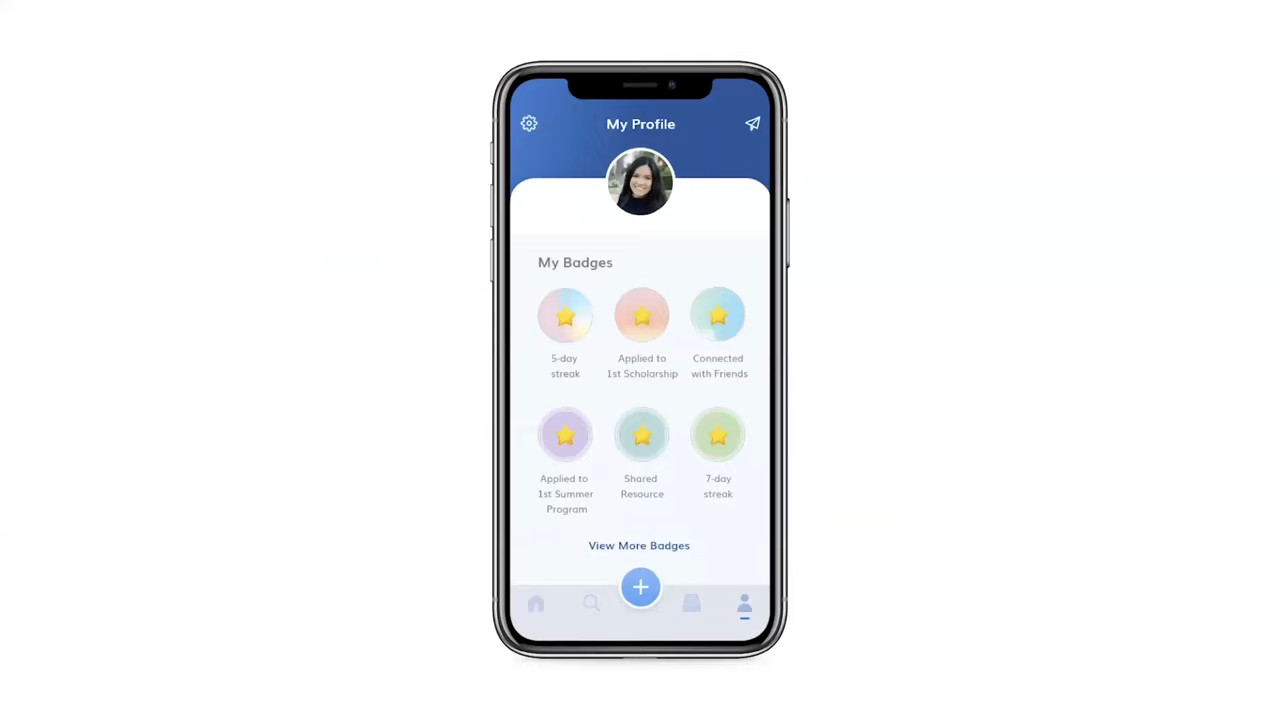 My Profile
My Badges
5-day
streak
Applied to
1st Scholarship
Connected
with Friends
Applied to
1st Summer
Program
Shared
Resource
7-day
streak
View More Badges